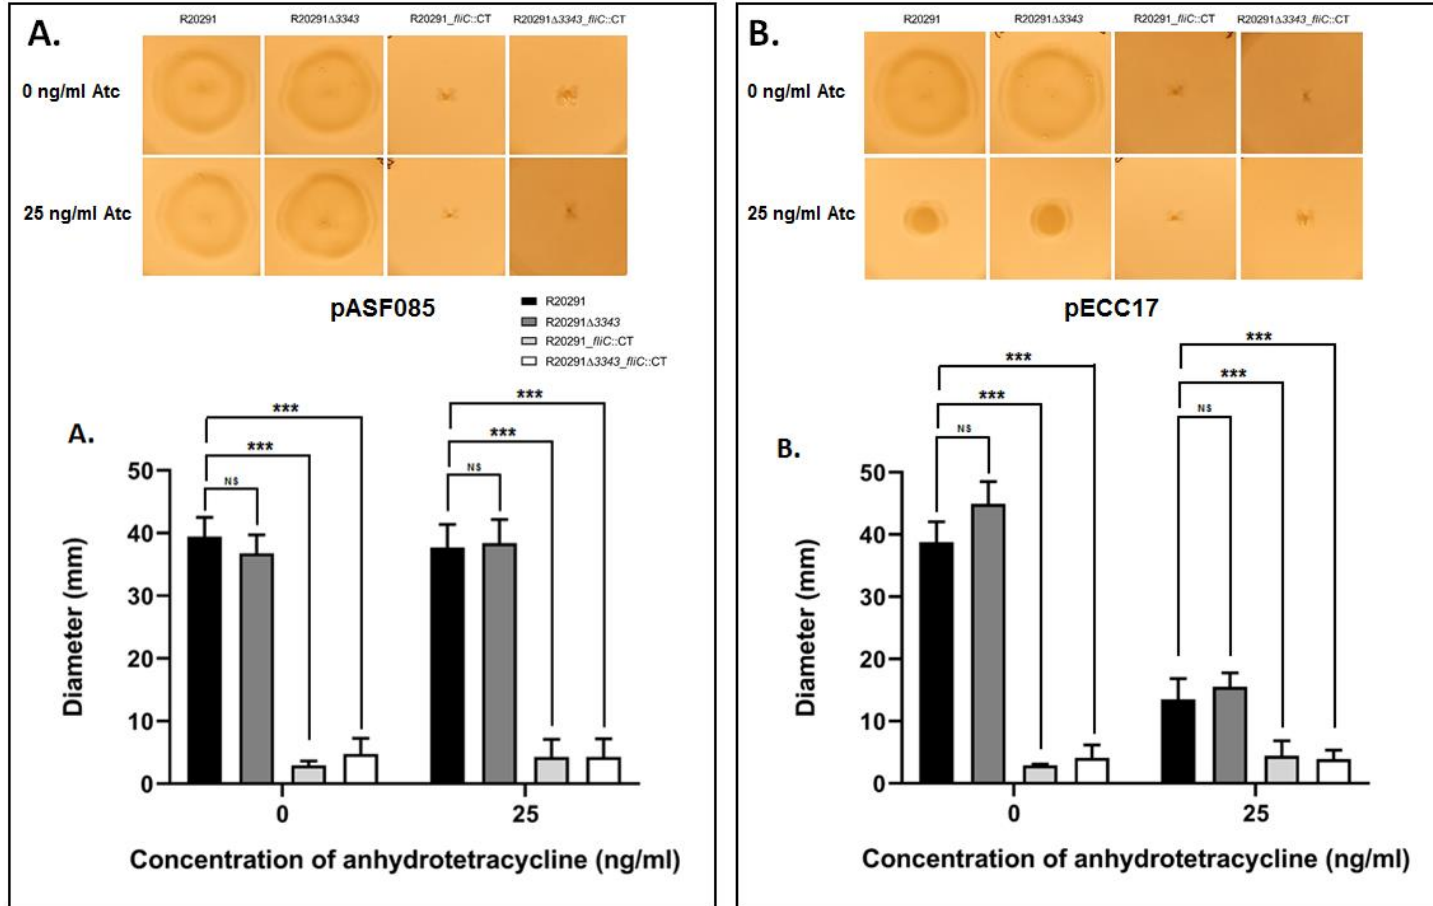 A.
R20291 R20291Δ3343 R20291_fliC::CT R20291Δ3343_fliC::CT
0 ng/ml Atc
25 ng/ml Atc
pASF085
R20291
R20291Δ3343
R20291_fliC::CT
R20291Δ3343_fliC::CT
A.
***
***
NS
***
***
NS
50
40
30
20
10
0
Diameter (mm)
0 25
Concentration of anhydrotetracycline (ng/ml)
B.
R20291 R20291Δ3343 R20291_fliC::CT R20291Δ3343_fliC::CT
0 ng/ml Atc
25 ng/ml Atc
pECC17
B.
***
***
NS
***
***
NS
50
40
30
20
10
0
Diameter (mm)
0 25
Concentration of anhydrotetracycline (ng/ml)